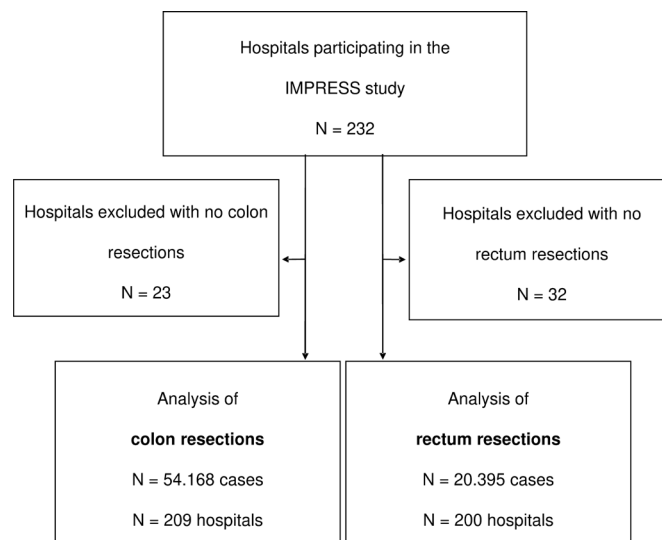 Hospitals participating in the
IMPRESS study
N = 232
Hospitals excluded with no colon
resections
N = 23
Hospitals excluded with no
rectum resections
N = 32
Analysis of
colon resections
N = 54.168 cases
N = 209 hospitals
Analysis of
rectum resections
N = 20.395 cases
N = 200 hospitals